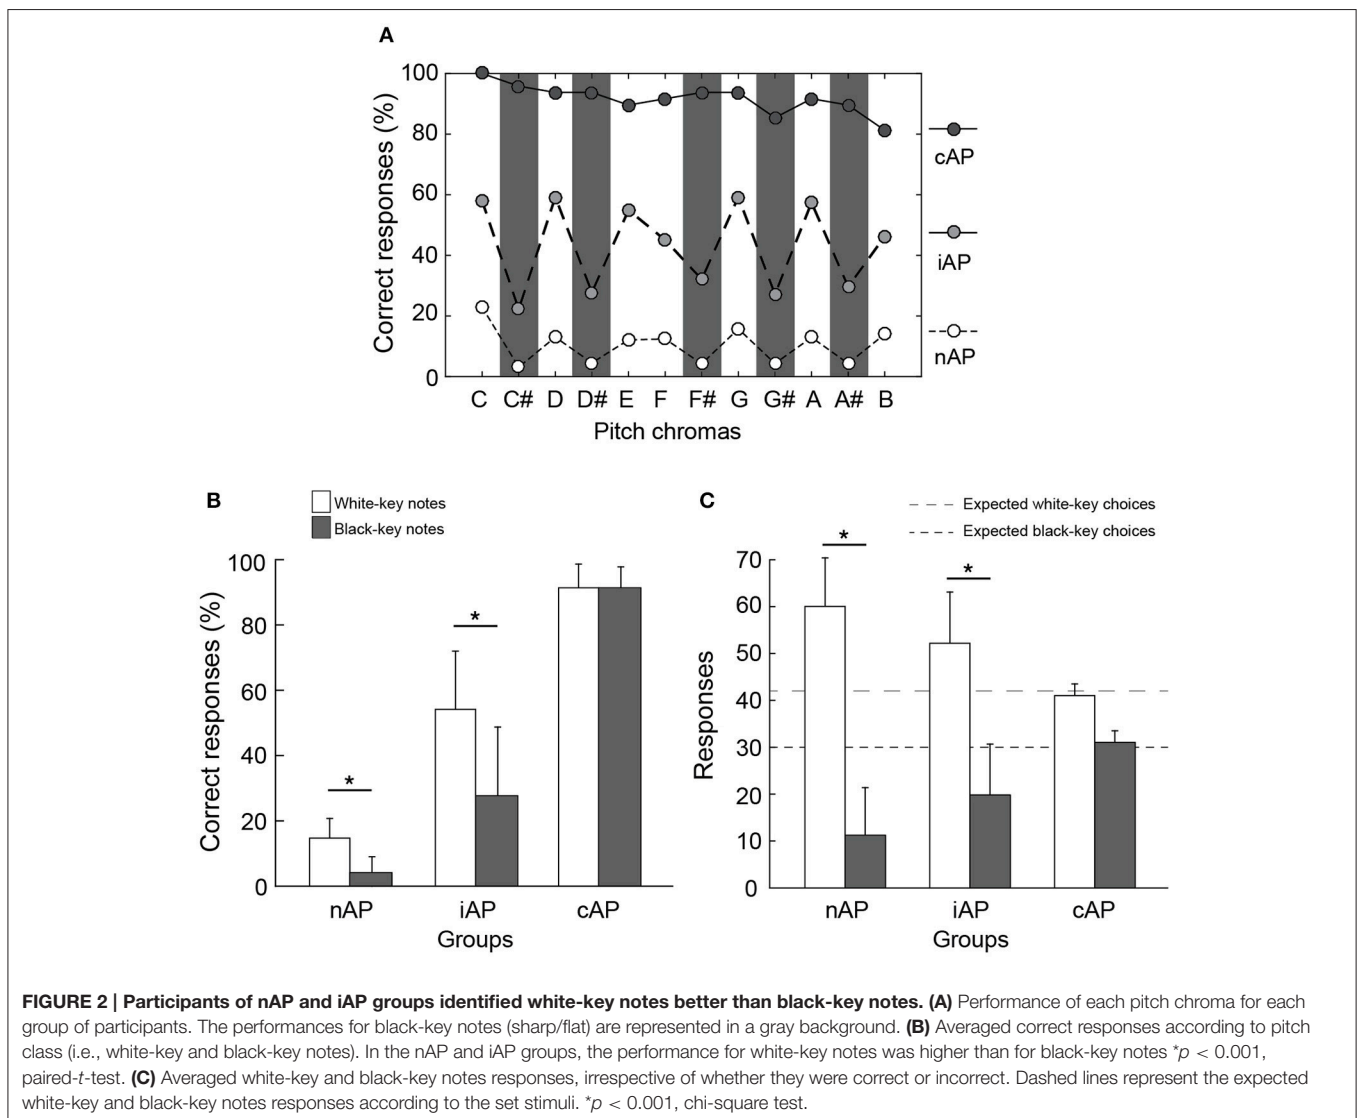 A
Correct responses (%)
100
80
60
40
20
0
C C# D D# E F F# G G# A A# B
Pitch chromas
cAP
iAP
nAP
B
White-key notes
Black-key notes
Correct responses (%)
100
80
60
40
20
0
*
*
nAP iAP cAP
Groups
C
Expected white-key choices
Expected black-key choices
Responses
70
60
50
40
30
20
10
0
*
*
nAP iAP cAP
Groups
FIGURE 2 | Participants of nAP and iAP groups identified white-key notes better than black-key notes. (A) Performance of each pitch chroma for each
group of participants. The performances for black-key notes (sharp/flat) are represented in a gray background. (B) Averaged correct responses according to pitch
class (i.e., white-key and black-key notes). In the nAP and iAP groups, the performance for white-key notes was higher than for black-key notes *p < 0.001,
paired-t-test. (C) Averaged white-key and black-key notes responses, irrespective of whether they were correct or incorrect. Dashed lines represent the expected
white-key and black-key notes responses according to the set stimuli. *p < 0.001, chi-square test.